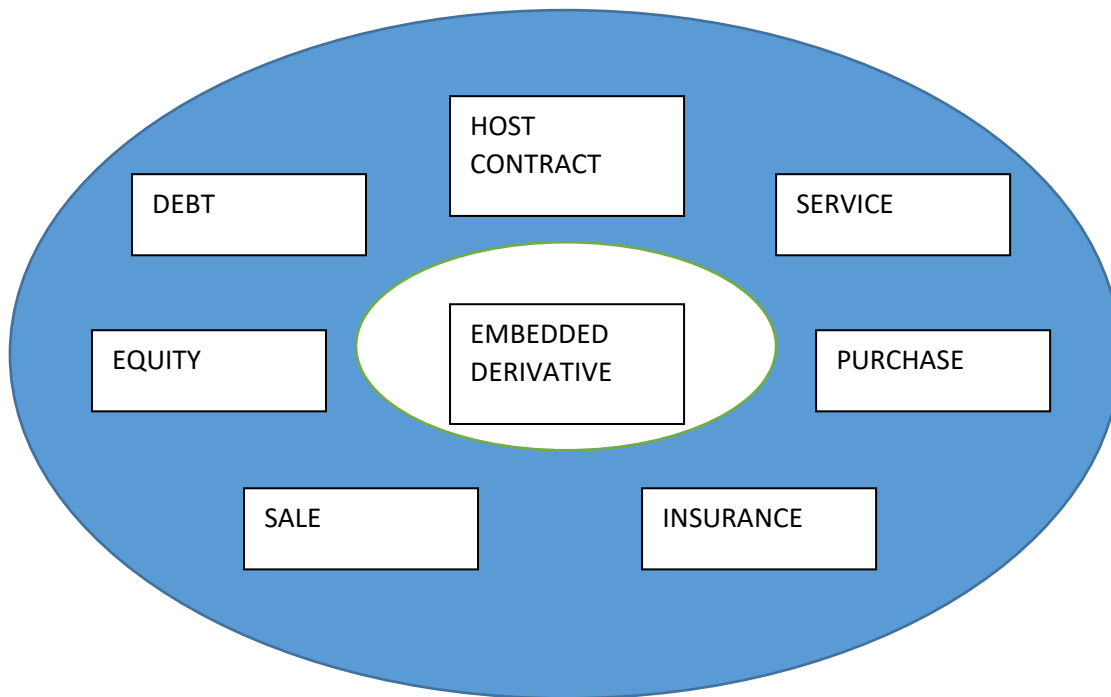 HOST
CONTRACT
DEBT
SERVICE
EMBEDDED
DERIVATIVE
EQUITY
PURCHASE
SALE
INSURANCE